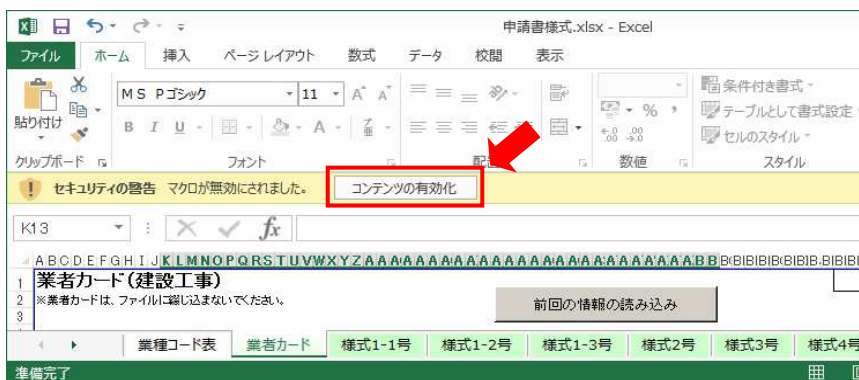 申請書様式.xlsx - Excel
ファイル ホーム 挿入 ページ レイアウト 数式 データ 校閲 表示
MS Pゴシック 11 A A 条件付き書式
貼り付け B I U A % , テーブルとして書式設定
セルのスタイル
クリップボード フォント 数値 スタイル
セキュリティの警告 マクロが無効にされました。 コンテンツの有効化
K13 fx
A B C D E F G H I J K L M N O P Q R S T U V W X Y Z
1 業者カード(建設工事)
2 ※業者カードは、ファイルに綴じ込まないでください。
前回の情報の読み込み
3
業種コード表 業者カード 様式1-1号 様式1-2号 様式1-3号 様式2号 様式3号 様式4号
準備完了